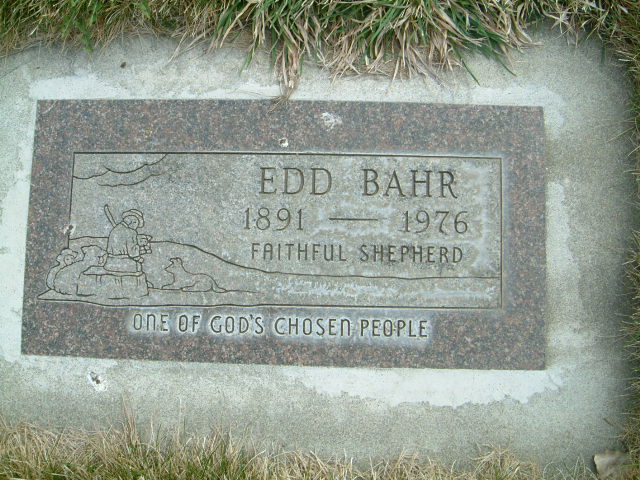 EDD BAHR
1891 — 1976
FAITHFUL SHEPHERD
ONE OF GOD'S CHOSEN PEOPLE